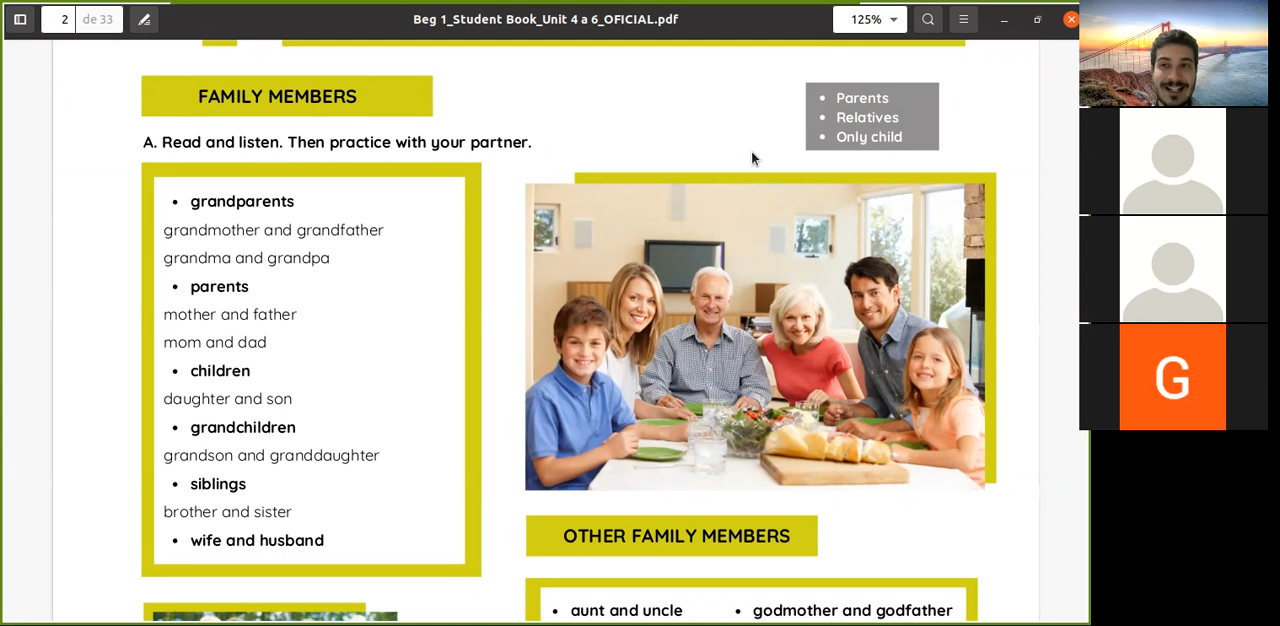 2 de 33
Beg 1_Student Book_Unit 4 a 6_OFICIAL.pdf
125%
FAMILY MEMBERS
• Parents
• Relatives
• Only child
A. Read and listen. Then practice with your partner.
• grandparents
grandmother and grandfather
grandma and grandpa
• parents
mother and father
mom and dad
• children
daughter and son
• grandchildren
grandson and granddaughter
• siblings
brother and sister
• wife and husband
OTHER FAMILY MEMBERS
• aunt and uncle
• godmother and godfather
G